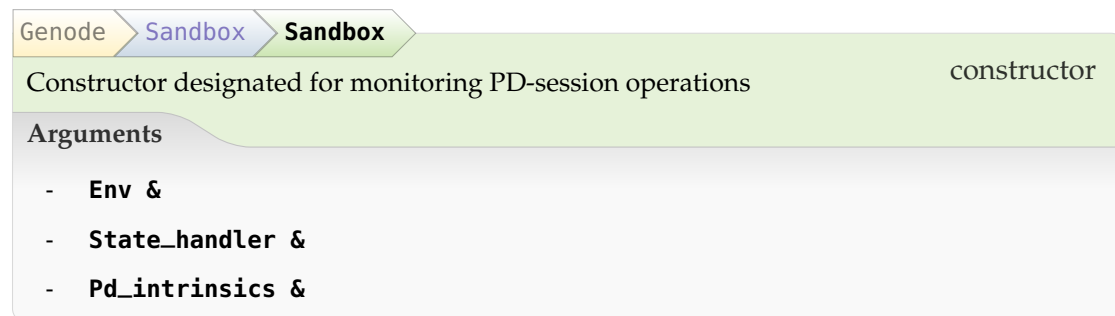 Genode Sandbox Sandbox
Constructor designated for monitoring PD-session operations constructor
Arguments
- Env &
- State_handler &
- Pd_intrinsics &